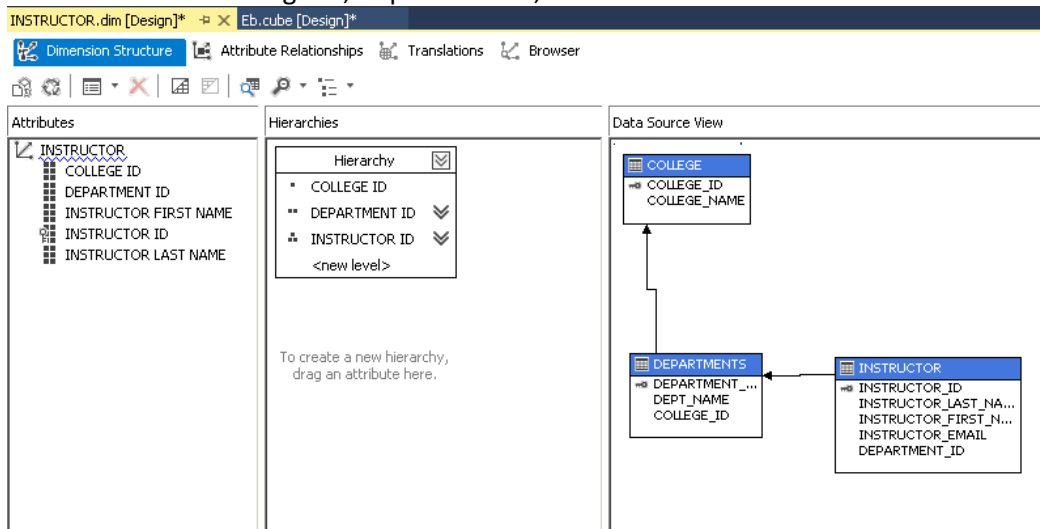 INSTRUCTOR.dim [Design]* Eb.cube [Design]*
Dimension Structure Attribute Relationships Translations Browser
Attributes
INSTRUCTOR
COLLEGE ID
DEPARTMENT ID
INSTRUCTOR FIRST NAME
INSTRUCTOR ID
INSTRUCTOR LAST NAME
Hierarchies
Hierarchy
COLLEGE ID
DEPARTMENT ID
INSTRUCTOR ID
<new level>
To create a new hierarchy,
drag an attribute here.
Data Source View
COLLEGE
COLLEGE_ID
COLLEGE_NAME
DEPARTMENTS
DEPARTMENT_...
DEPT_NAME
COLLEGE_ID
INSTRUCTOR
INSTRUCTOR_ID
INSTRUCTOR_LAST_NA...
INSTRUCTOR_FIRST_N...
INSTRUCTOR_EMAIL
DEPARTMENT_ID